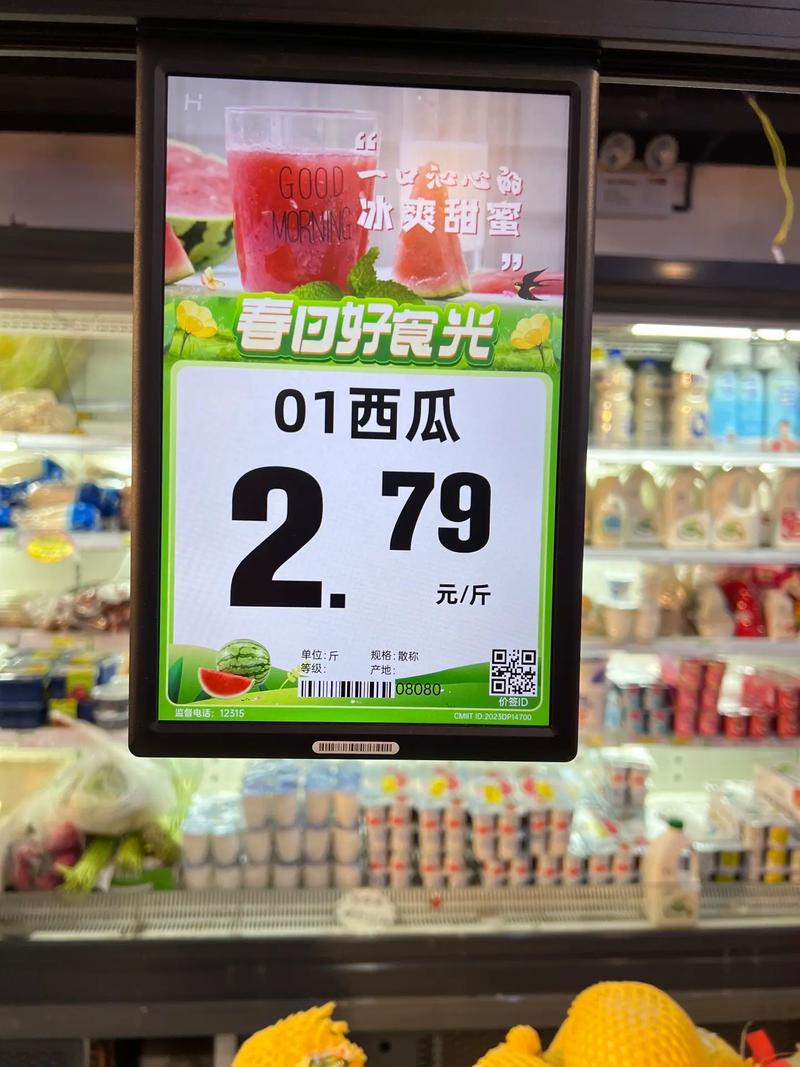 H
GOOD
MORNING
“
一口沁心的
冰爽甜蜜
”
春日好食光
01西瓜
2.79
元/斤
单位:斤 规格:散称
等级: 产地:
08080
价签ID
监督电话: 12315
CMIIT ID:2023DP14700